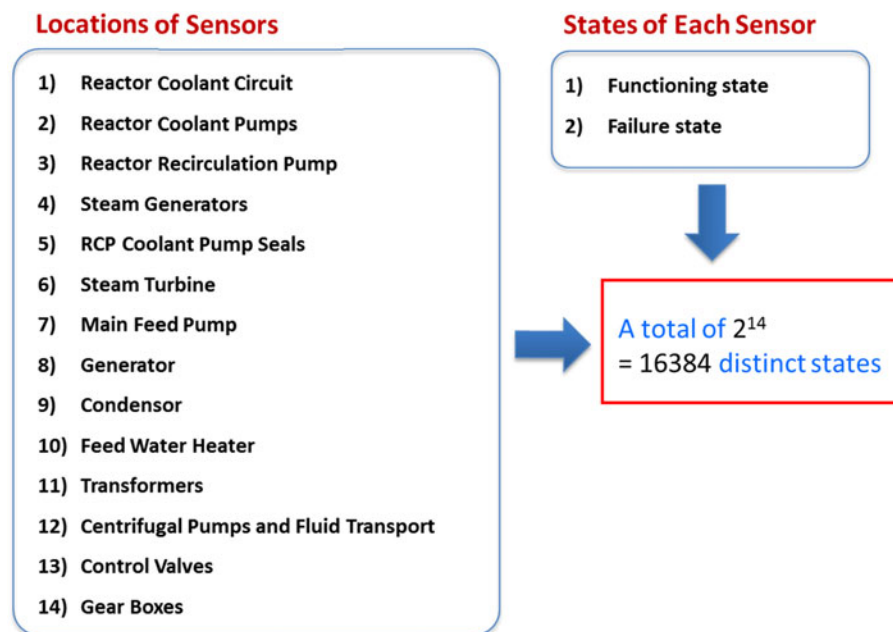 Locations of Sensors
1) Reactor Coolant Circuit
2) Reactor Coolant Pumps
3) Reactor Recirculation Pump
4) Steam Generators
5) RCP Coolant Pump Seals
6) Steam Turbine
7) Main Feed Pump
8) Generator
9) Condensor
10) Feed Water Heater
11) Transformers
12) Centrifugal Pumps and Fluid Transport
13) Control Valves
14) Gear Boxes
States of Each Sensor
1) Functioning state
2) Failure state
A total of 2¹⁴
= 16384 distinct states